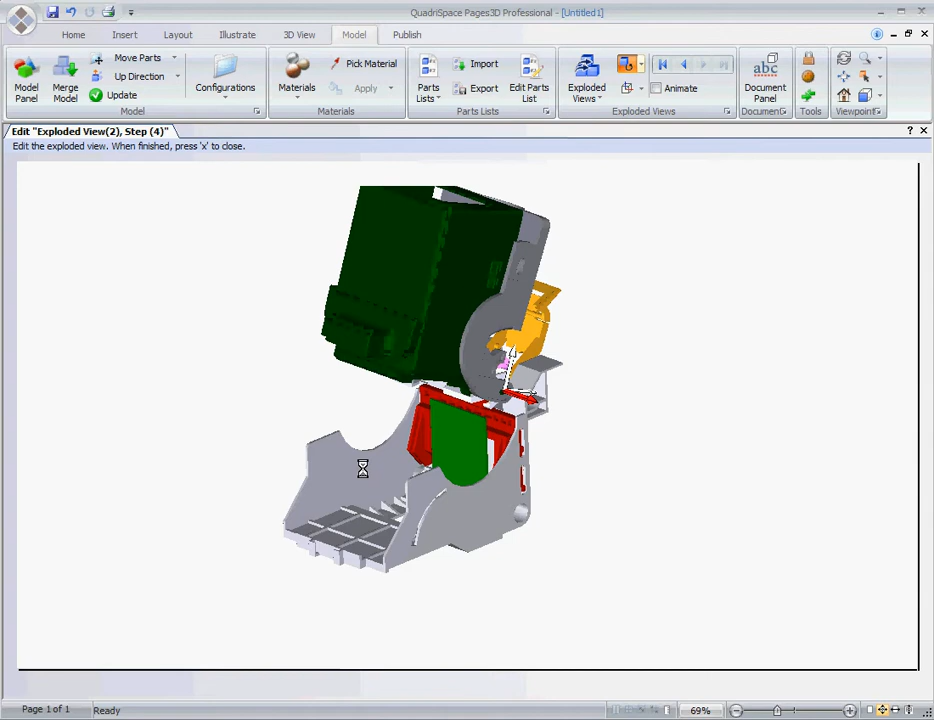 QuadriSpace Pages3D Professional - [Untitled1]
Home Insert Layout Illustrate 3D View Model Publish
Model Panel
Merge Model
Move Parts
Up Direction
Update
Model
Configurations
Materials
Pick Material
Apply
Materials
Parts Lists
Import
Export
Edit Parts List
Parts Lists
Exploded Views
Animate
Exploded Views
abc
Document Panel
Tools
Viewpoint
Edit "Exploded View(2), Step (4)"
Edit the exploded view. When finished, press 'x' to close.
Page 1 of 1 Ready 69%